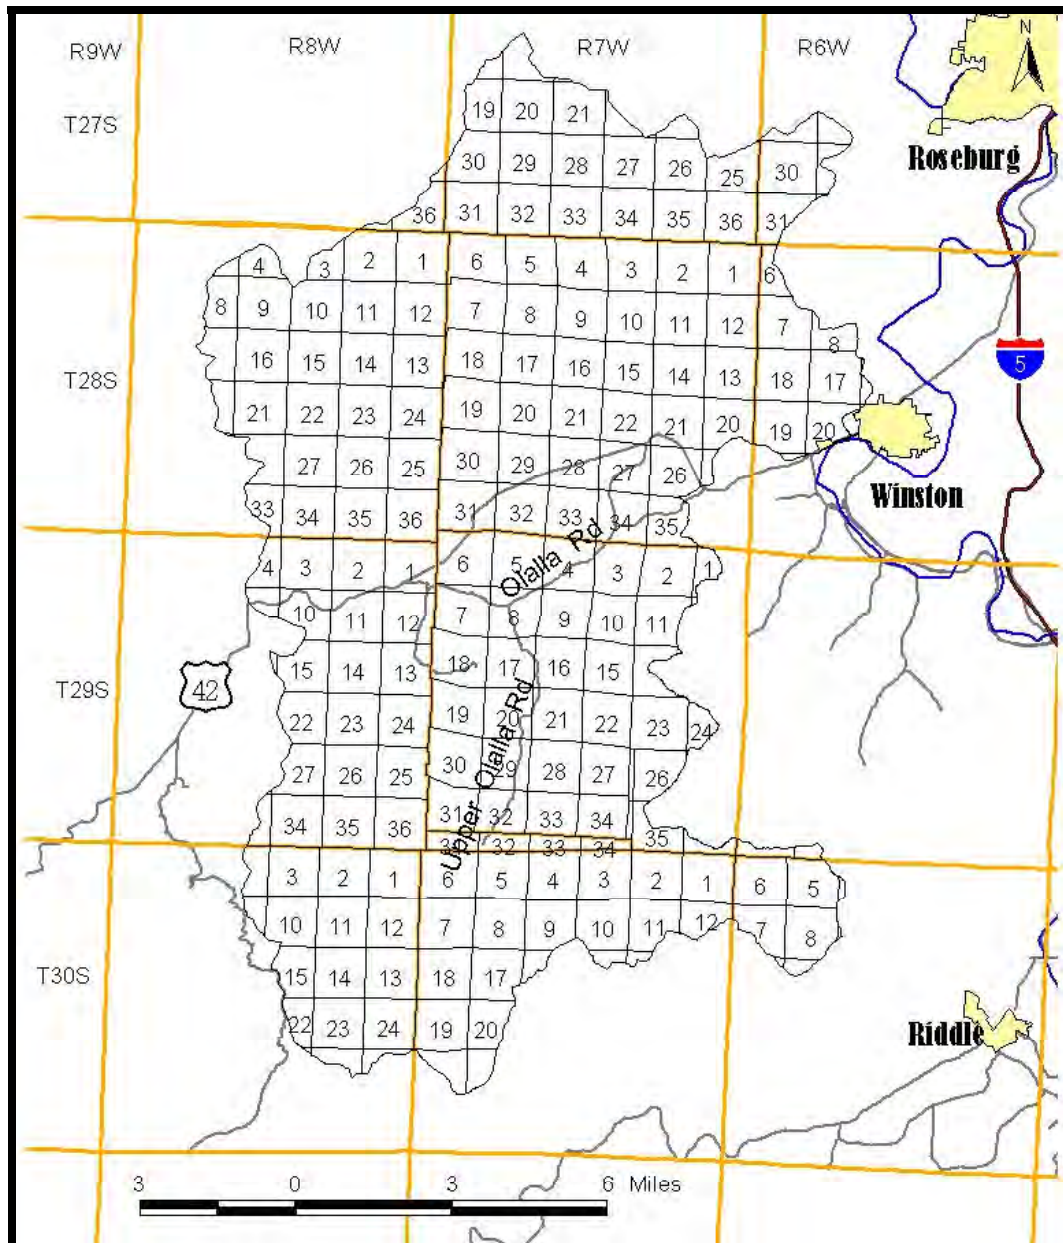 R9W R8W R7W R6W N
T27S
19 20 21
Roseburg
30 29 28 27 26 25 30
36 31 32 33 34 35 36 31
4 3 2 1 6 5 4 3 2 1 6
8 9 10 11 12 7 8 9 10 11 12 7 8
5
T28S
16 15 14 13 18 17 16 15 14 13 18 17
21 22 23 24 19 20 21 22 21 20 19 20
27 26 25 30 29 28 27 26
Winston
33 34 35 36 31 32 33 34 35
Olalla Rd
4 3 2 1 6 5 4 3 2 1
10 11 12 7 8 9 10 11
15 14 13 18 17 16 15
T29S
42
22 23 24 19 20 21 22 23 24
Upper Olalla Rd
27 26 25 30 29 28 27 26
34 35 36 31 32 33 34 35
32 33 34
3 2 1 6 5 4 3 2 1 6 5
10 11 12 7 8 9 10 11 12 7 8
T30S
15 14 13 18 17
22 23 24 19 20
Riddle
3 0 3 6 Miles